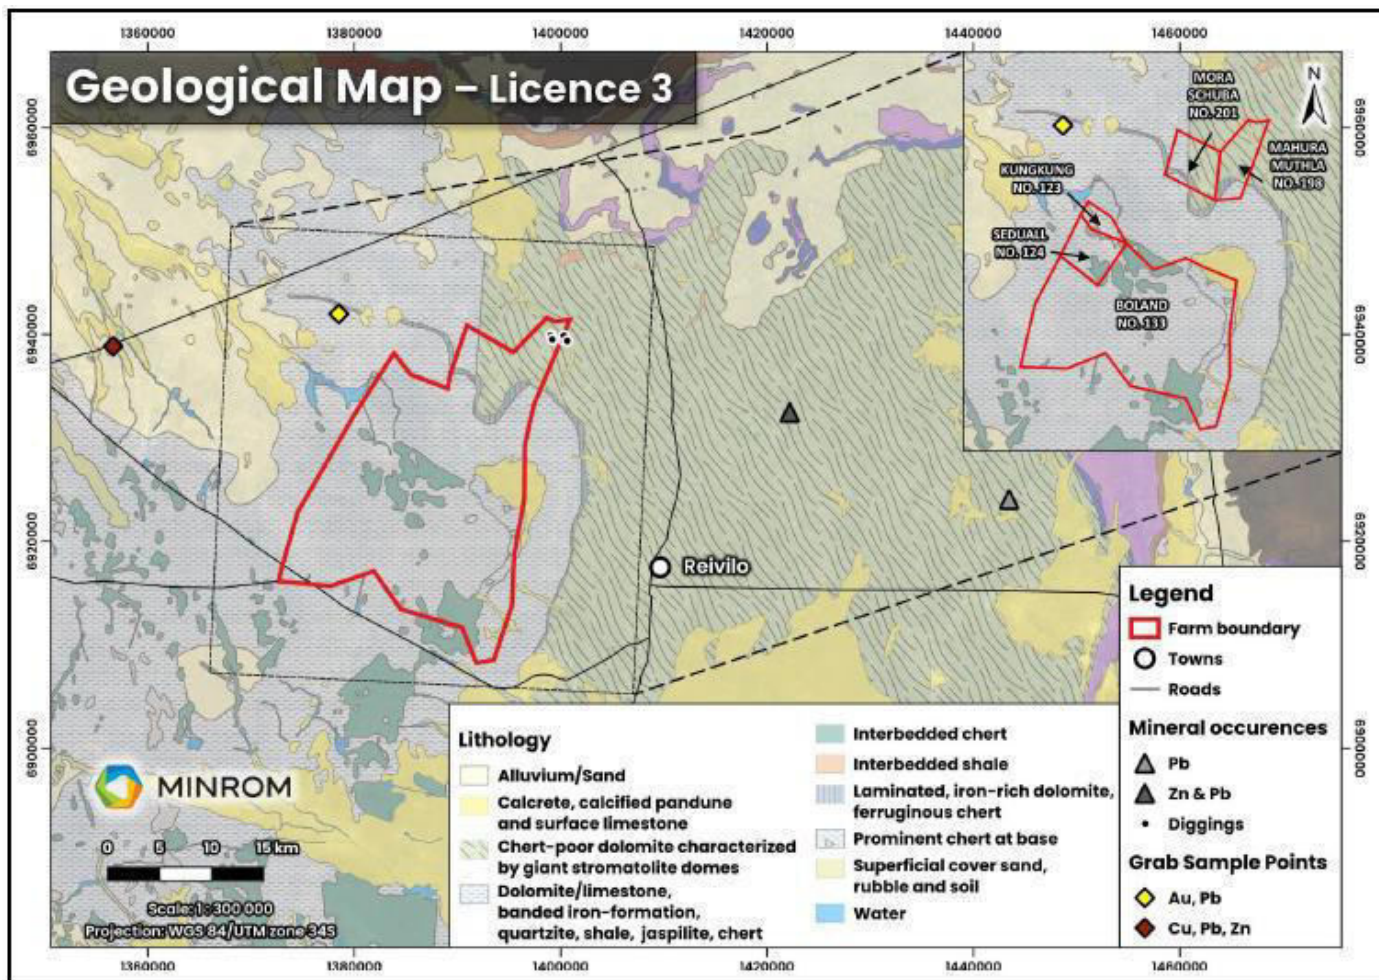 1360000 1380000 1400000 1420000 1440000 1460000
Geological Map – Licence 3
N
MORA
SCHUBA
NO. 201
MAHURA
MUTHLA
NO. 198
KUNGKUNG
NO. 123
SEDUALL
NO. 124
BOLAND
NO. 133
6960000 6960000
6940000 6940000
6920000 6920000
6900000 6900000
Reivilo
Legend
Farm boundary
Towns
Roads
Mineral occurences
Pb
Zn & Pb
Diggings
Grab Sample Points
Au, Pb
Cu, Pb, Zn
Lithology
Alluvium/Sand
Calcrete, calcified pandune
and surface limestone
Chert-poor dolomite characterized
by giant stromatolite domes
Dolomite/limestone,
banded iron-formation,
quartzite, shale, jaspilite, chert
Interbedded chert
Interbedded shale
Laminated, iron-rich dolomite,
ferruginous chert
Prominent chert at base
Superficial cover sand,
rubble and soil
Water
MINROM
0 5 10 15 km
Scale: 1:300 000
Projection: WGS 84/UTM zone 34S
1360000 1380000 1400000 1420000 1440000 1460000